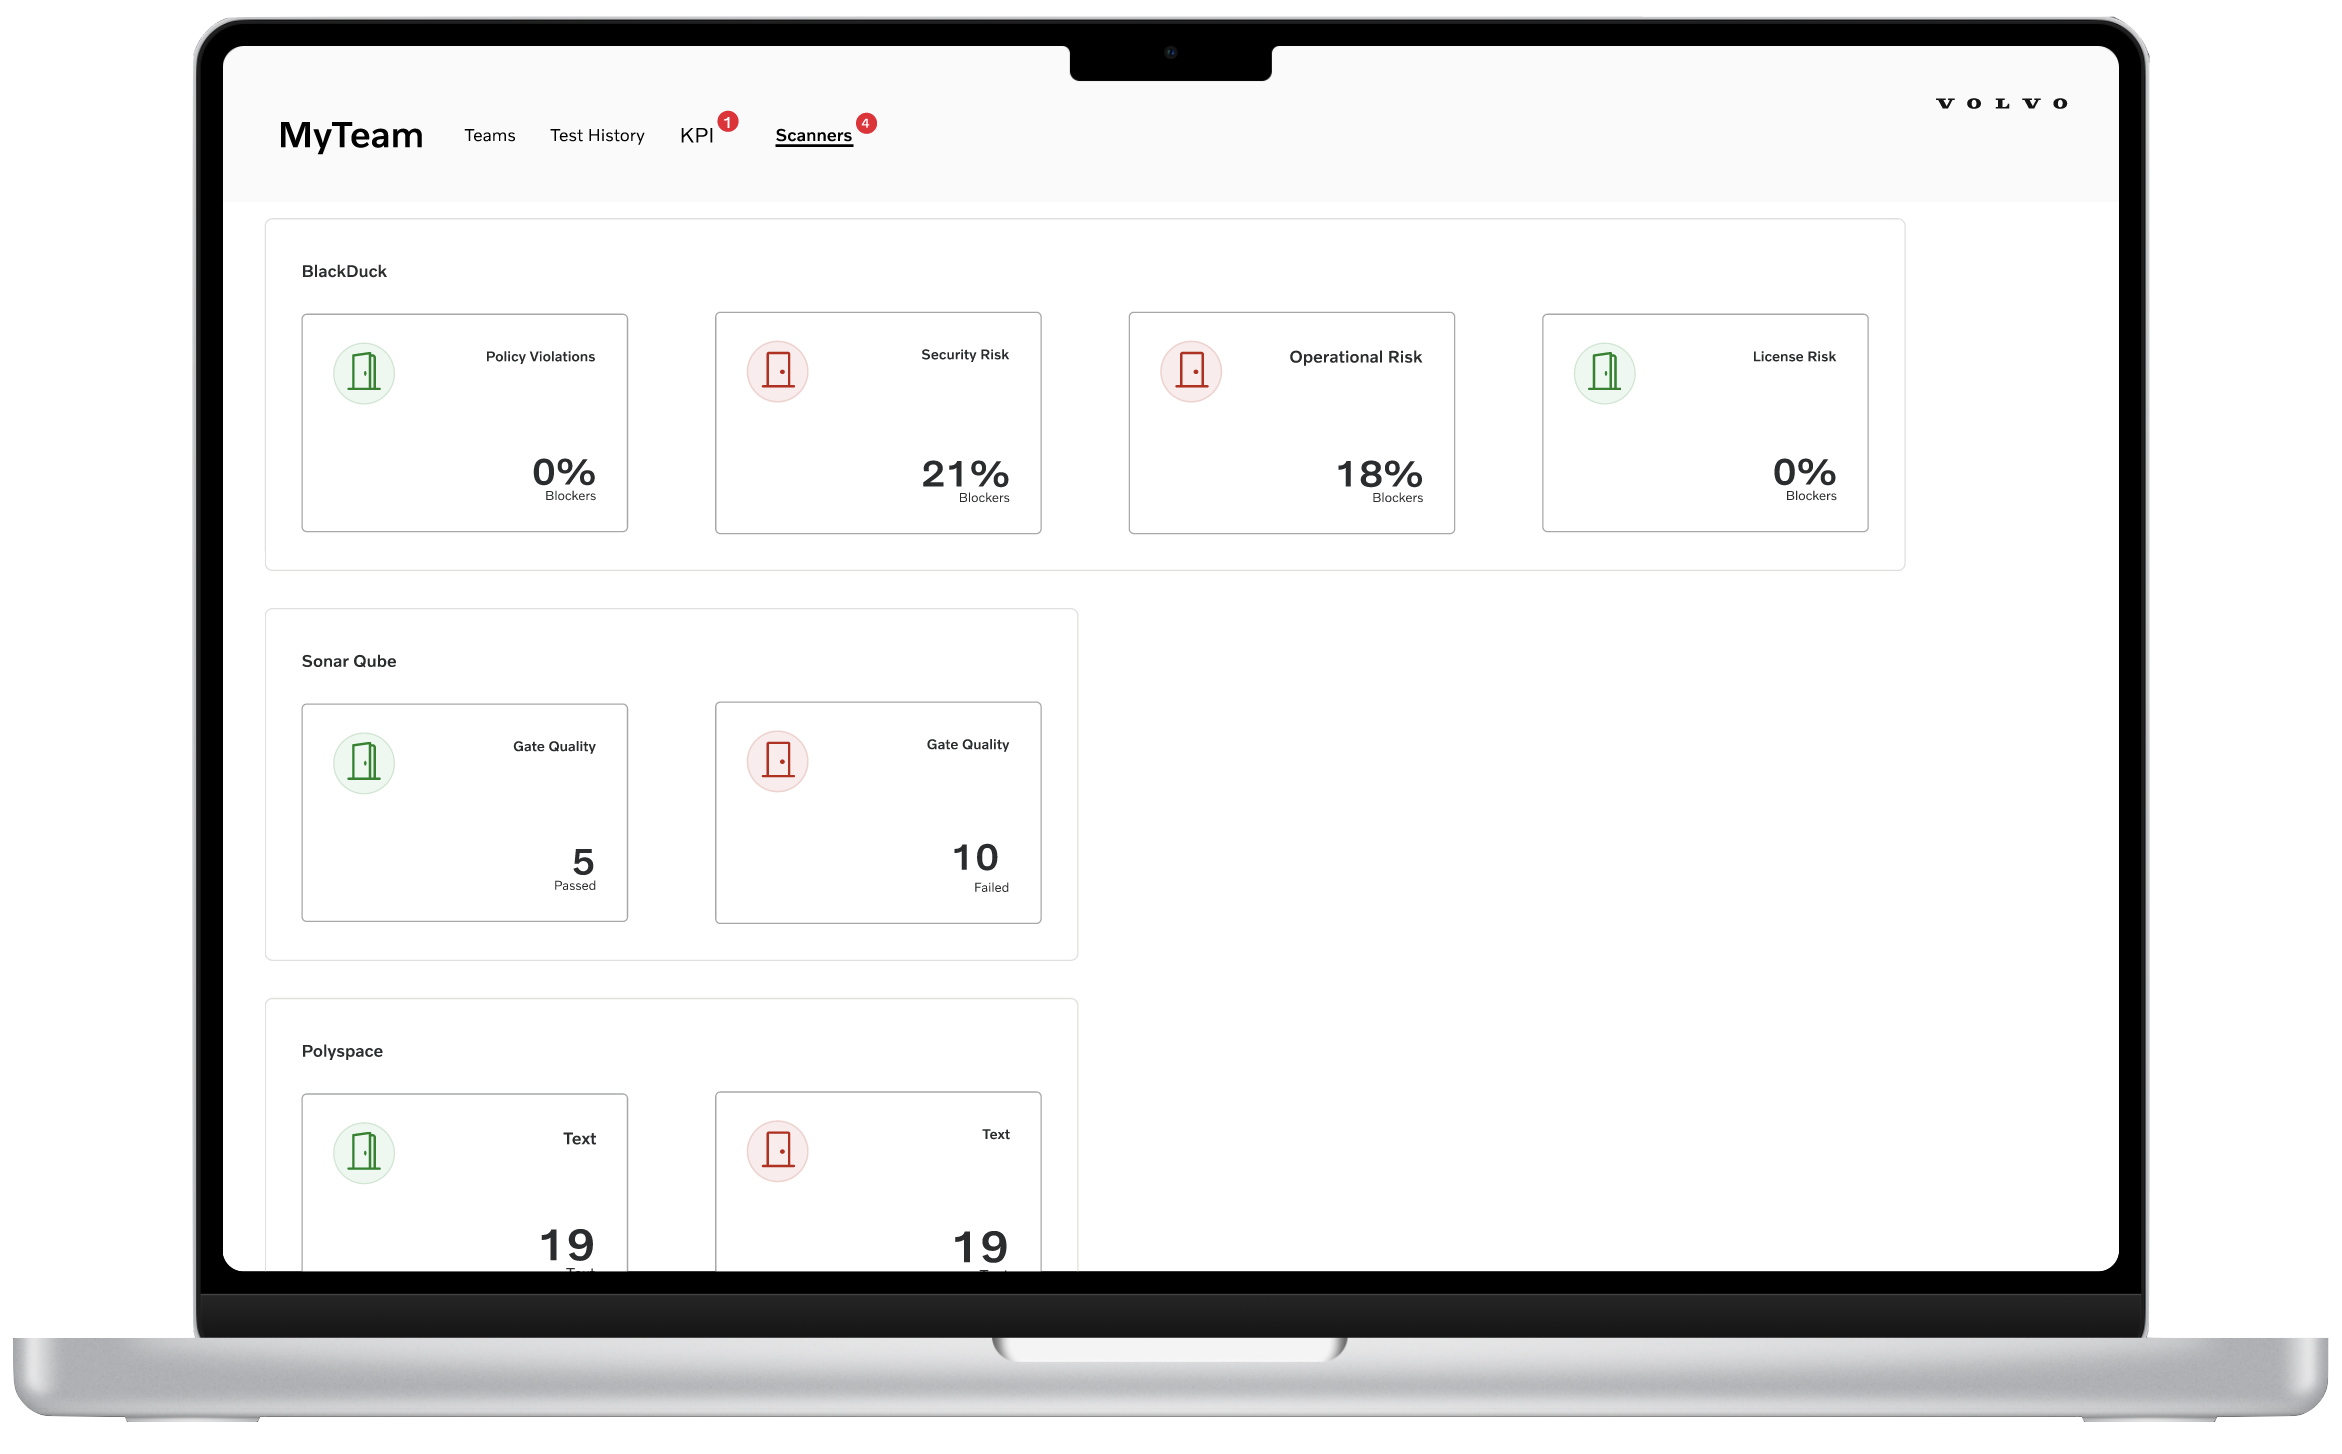 VOLVO
MyTeam Teams Test History KPI 1 Scanners 4
BlackDuck
Policy Violations
0%
Blockers
Security Risk
21%
Blockers
Operational Risk
18%
Blockers
License Risk
0%
Blockers
Sonar Qube
Gate Quality
5
Passed
Gate Quality
10
Failed
Polyspace
Text
19
Text
19